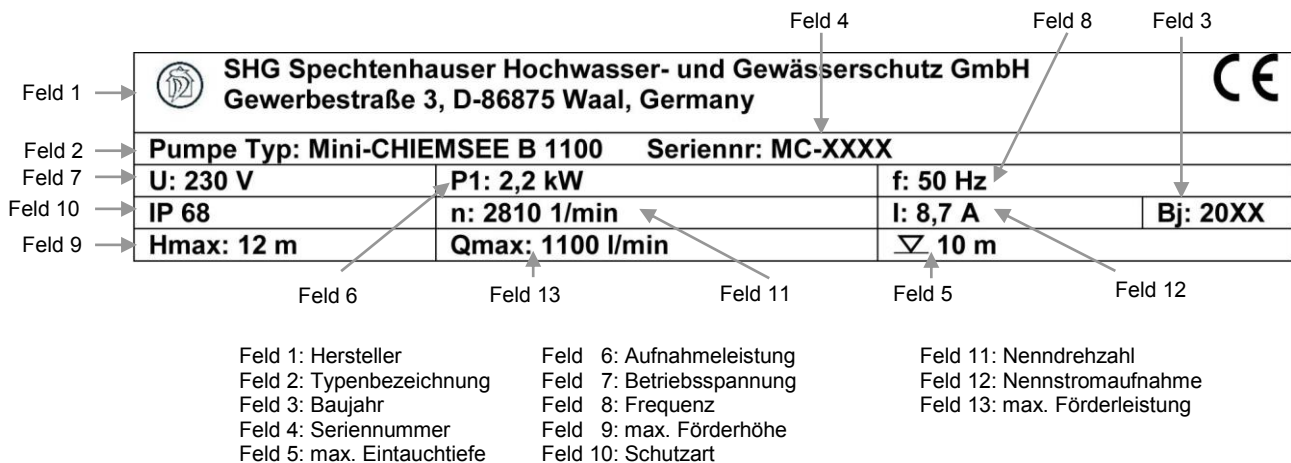 Feld 4 Feld 8 Feld 3
SHG Spechtenhauser Hochwasser- und Gewässerschutz GmbH CE
Feld 1 Gewerbestraße 3, D-86875 Waal, Germany
Feld 2 Pumpe Typ: Mini-CHIEMSEE B 1100 Seriennr: MC-XXXX
Feld 7 U: 230 V P1: 2,2 kW f: 50 Hz
Feld 10 IP 68 n: 2810 1/min I: 8,7 A Bj: 20XX
Feld 9 Hmax: 12 m Qmax: 1100 l/min 10 m
Feld 6 Feld 13 Feld 11 Feld 5 Feld 12
Feld 1: Hersteller
Feld 2: Typenbezeichnung
Feld 3: Baujahr
Feld 4: Seriennummer
Feld 5: max. Eintauchtiefe
Feld 6: Aufnahmeleistung
Feld 7: Betriebsspannung
Feld 8: Frequenz
Feld 9: max. Förderhöhe
Feld 10: Schutzart
Feld 11: Nenndrehzahl
Feld 12: Nennstromaufnahme
Feld 13: max. Förderleistung